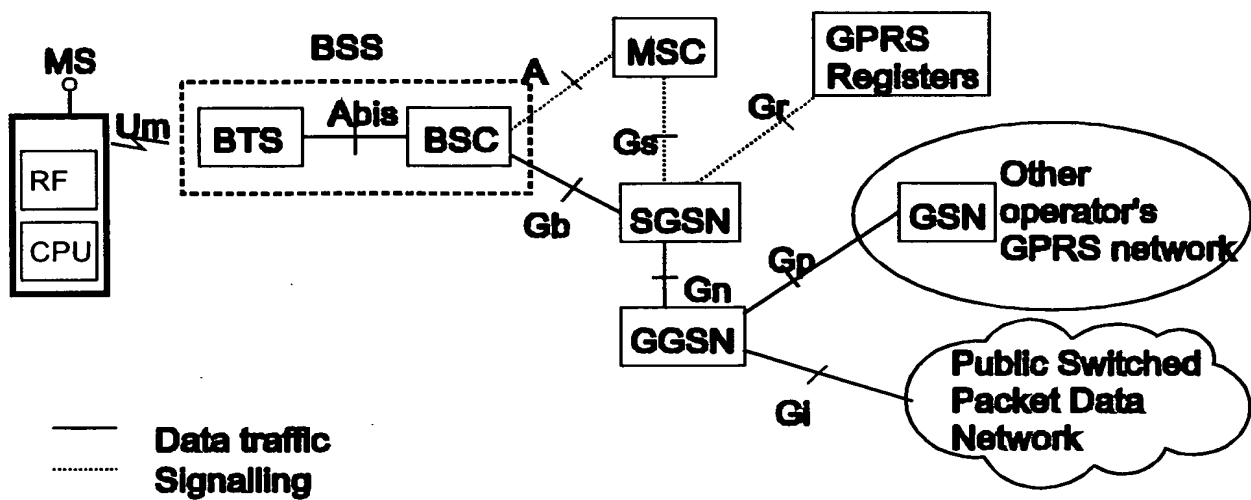 MS
BSS
MSC
GPRS
Registers
Um
BTS
Abis
BSC
A
Gs
Gr
RF
CPU
Gb
SGSN
GSN
Other
operator's
GPRS network
Gp
Gn
GGSN
Gi
Public Switched
Packet Data
Network
Data traffic
Signalling